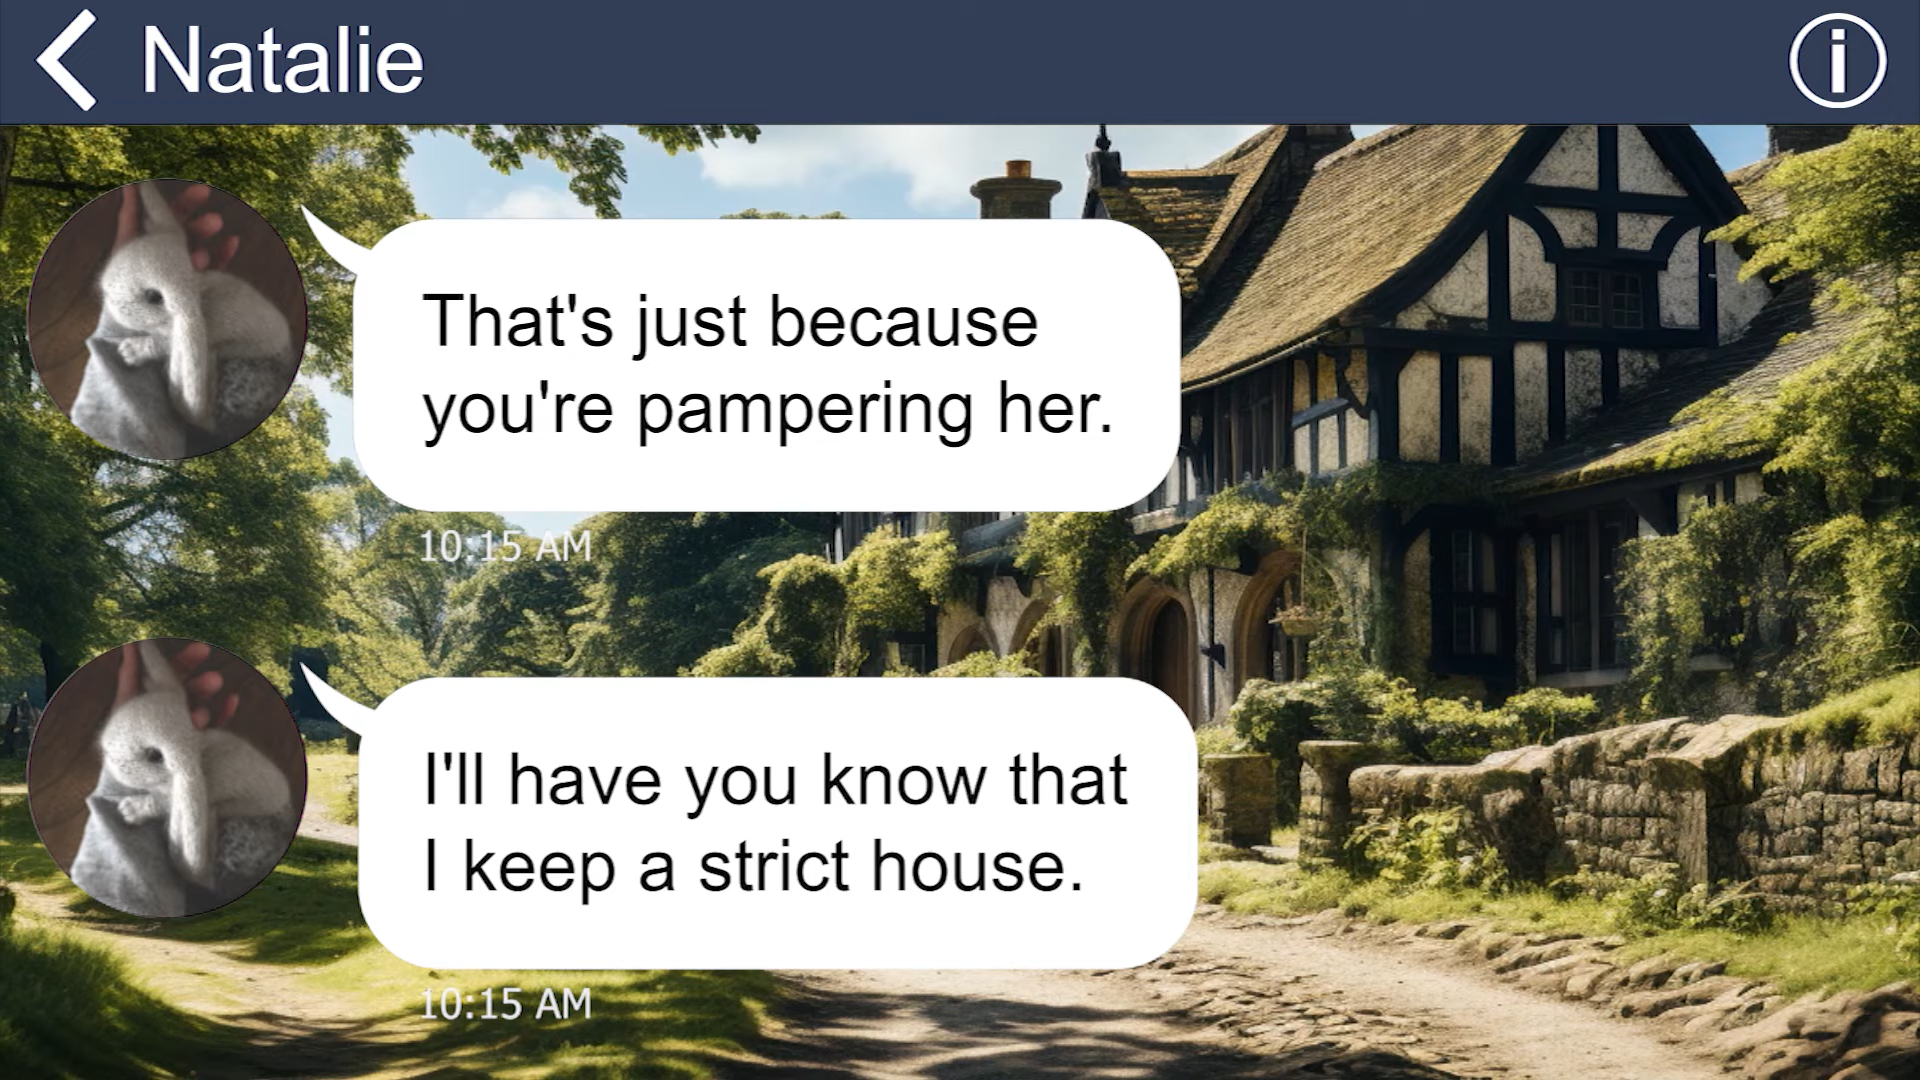 Natalie
That's just because
you're pampering her.
10:15 AM
I'll have you know that
I keep a strict house.
10:15 AM